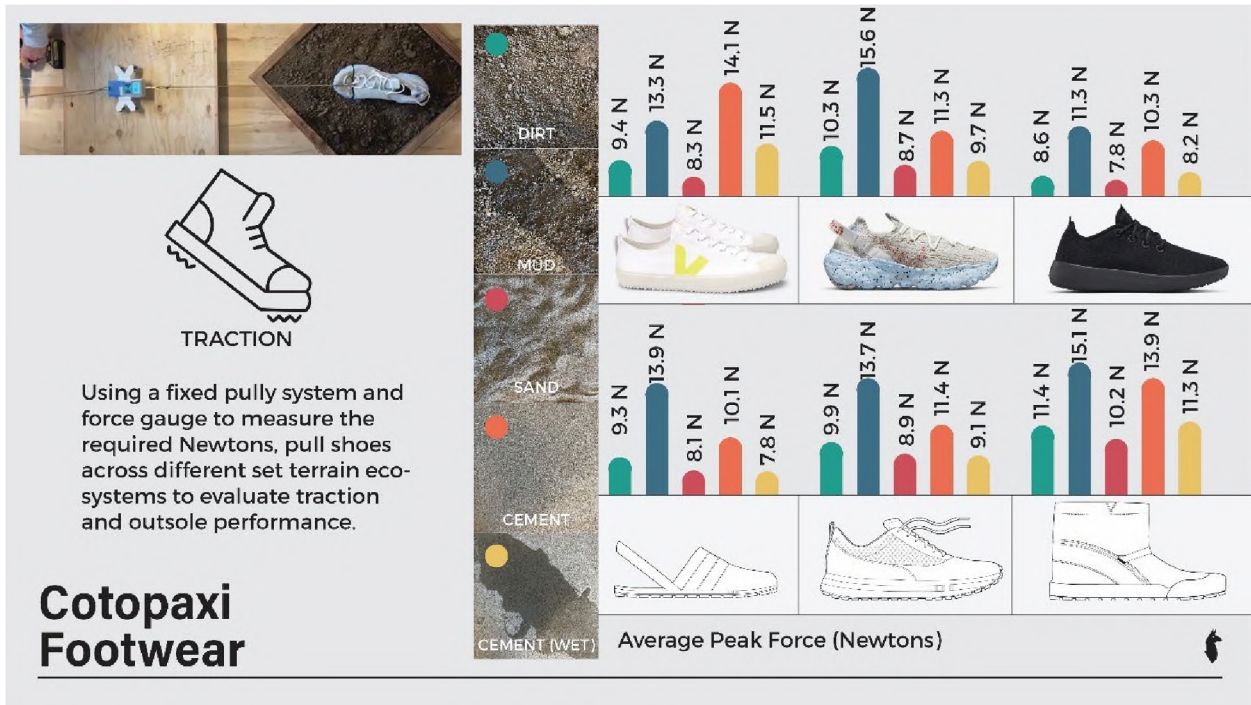 TRACTION
Using a fixed pully system and
force gauge to measure the
required Newtons, pull shoes
across different set terrain eco-
systems to evaluate traction
and outsole performance.
Cotopaxi
Footwear
DIRT
MUD
SAND
CEMENT
CEMENT (WET)
9.4 N
13.3 N
8.3 N
14.1 N
11.5 N
10.3 N
15.6 N
8.7 N
11.3 N
9.7 N
8.6 N
11.3 N
7.8 N
10.3 N
8.2 N
V
9.3 N
13.9 N
8.1 N
10.1 N
7.8 N
9.9 N
13.7 N
8.9 N
11.4 N
9.1 N
11.4 N
15.1 N
10.2 N
13.9 N
11.3 N
Average Peak Force (Newtons)